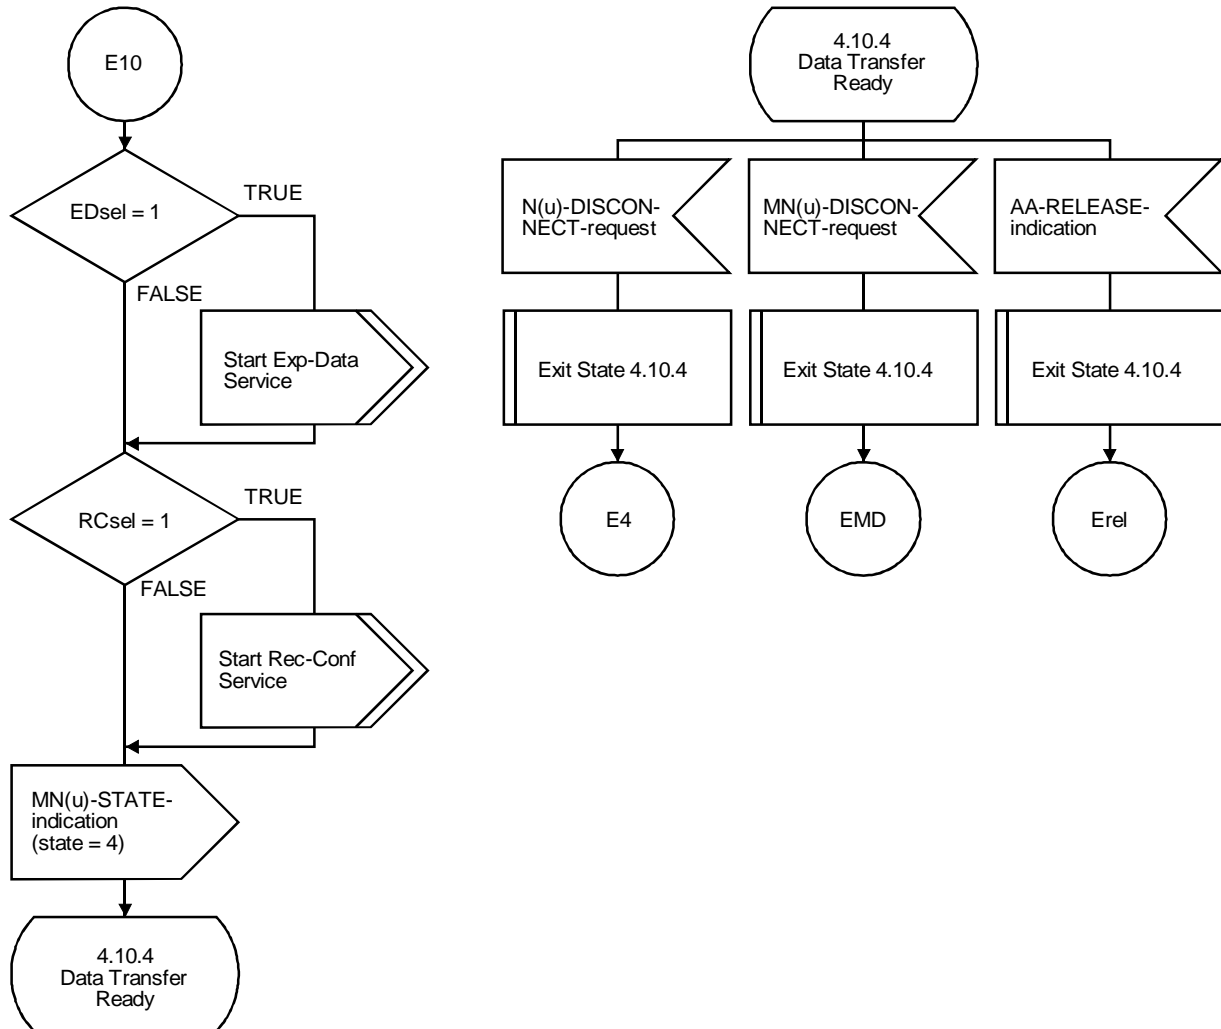 E10
EDsel = 1
TRUE
FALSE
Start Exp-Data
Service
RCsel = 1
TRUE
FALSE
Start Rec-Conf
Service
MN(u)-STATE-
indication
(state = 4)
4.10.4
Data Transfer
Ready
4.10.4
Data Transfer
Ready
N(u)-DISCON-
NECT-request
MN(u)-DISCON-
NECT-request
AA-RELEASE-
indication
Exit State 4.10.4
Exit State 4.10.4
Exit State 4.10.4
E4
EMD
Erel